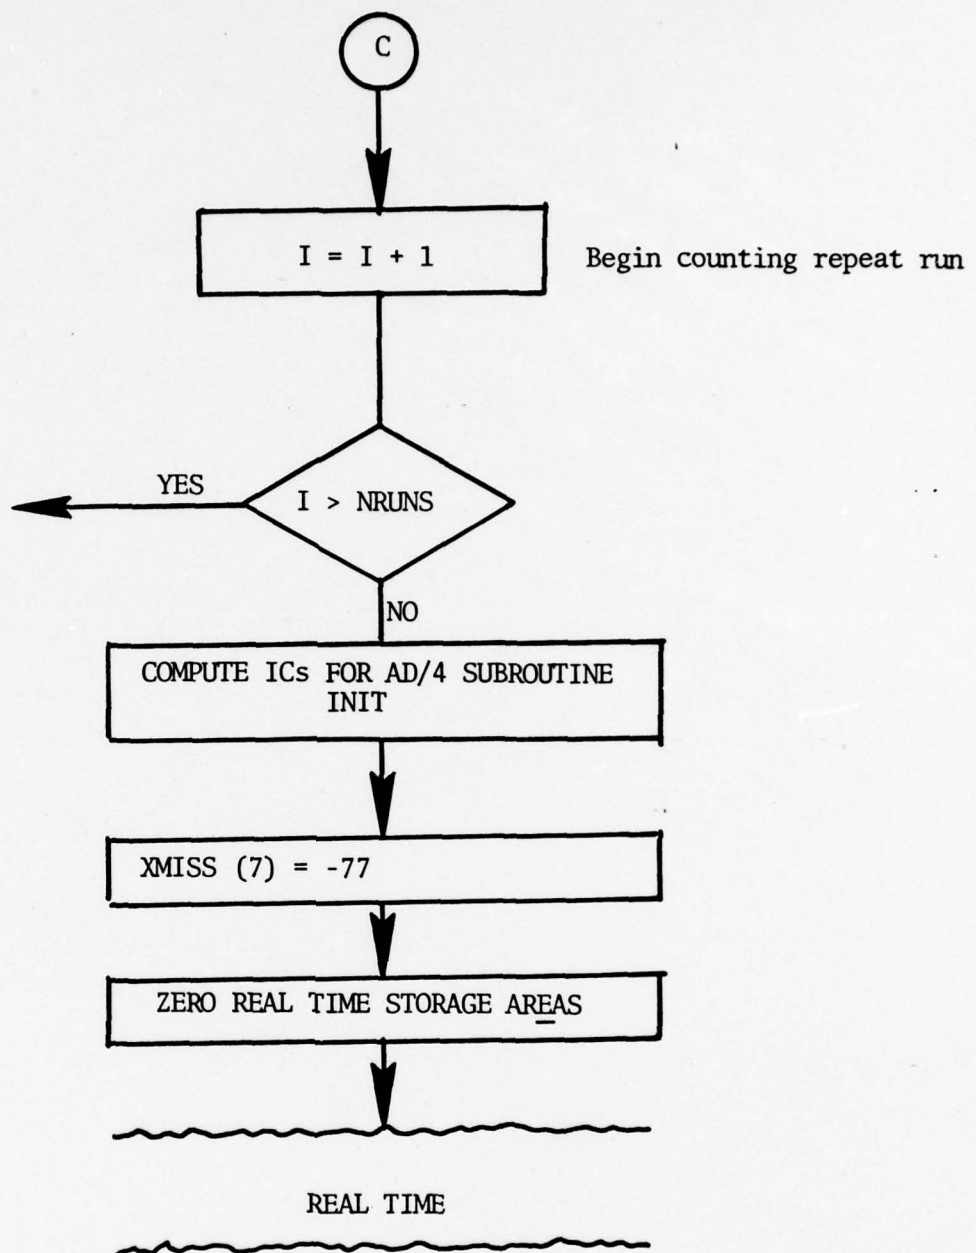 C
I = I + 1
Begin counting repeat run
YES
I > NRUNS
NO
COMPUTE ICs FOR AD/4 SUBROUTINE
INIT
XMISS (7) = -77
ZERO REAL TIME STORAGE AREAS
REAL TIME